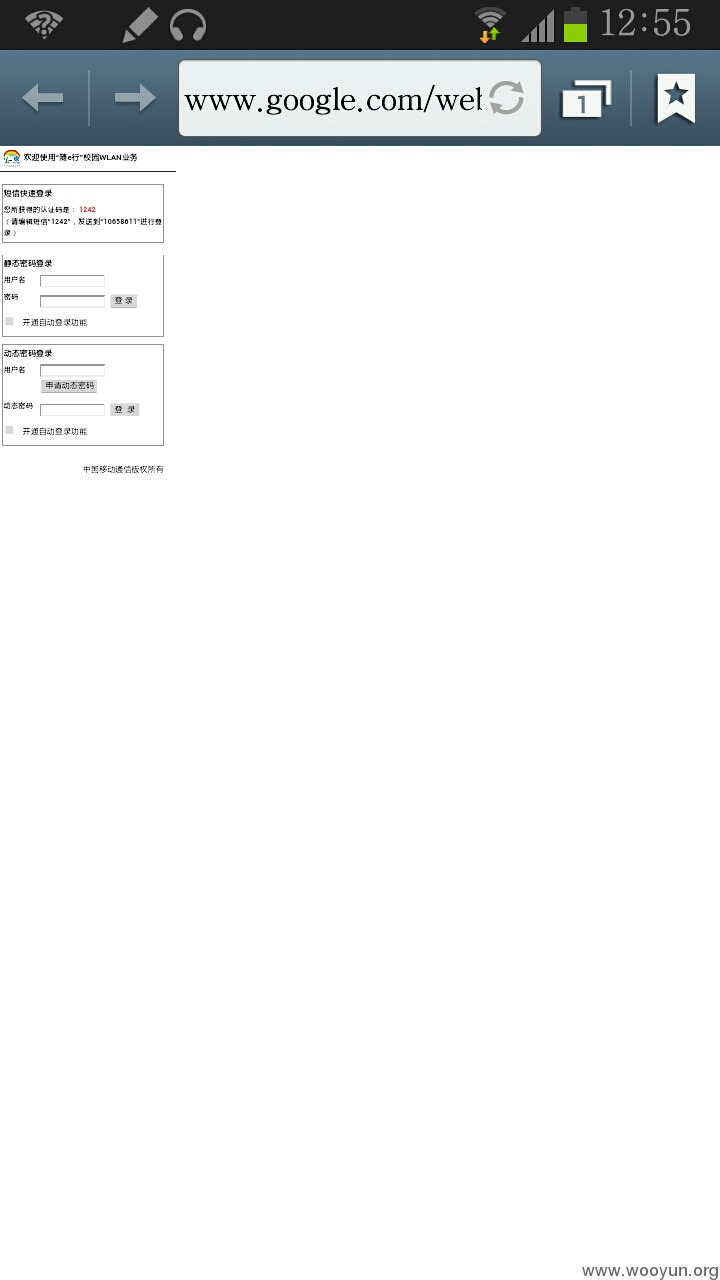 12:55
www.google.com/wel
1
欢迎使用"随e行"校园WLAN业务
短信快速登录
您所获得的认证码是： 1242
（请编辑短信"1242"，发送到"10658611"进行登
录）
静态密码登录
用户名
密码 登 录
开通自动登录功能
动态密码登录
用户名
申请动态密码
动态密码 登 录
开通自动登录功能
中国移动通信版权所有
www.wooyun.org